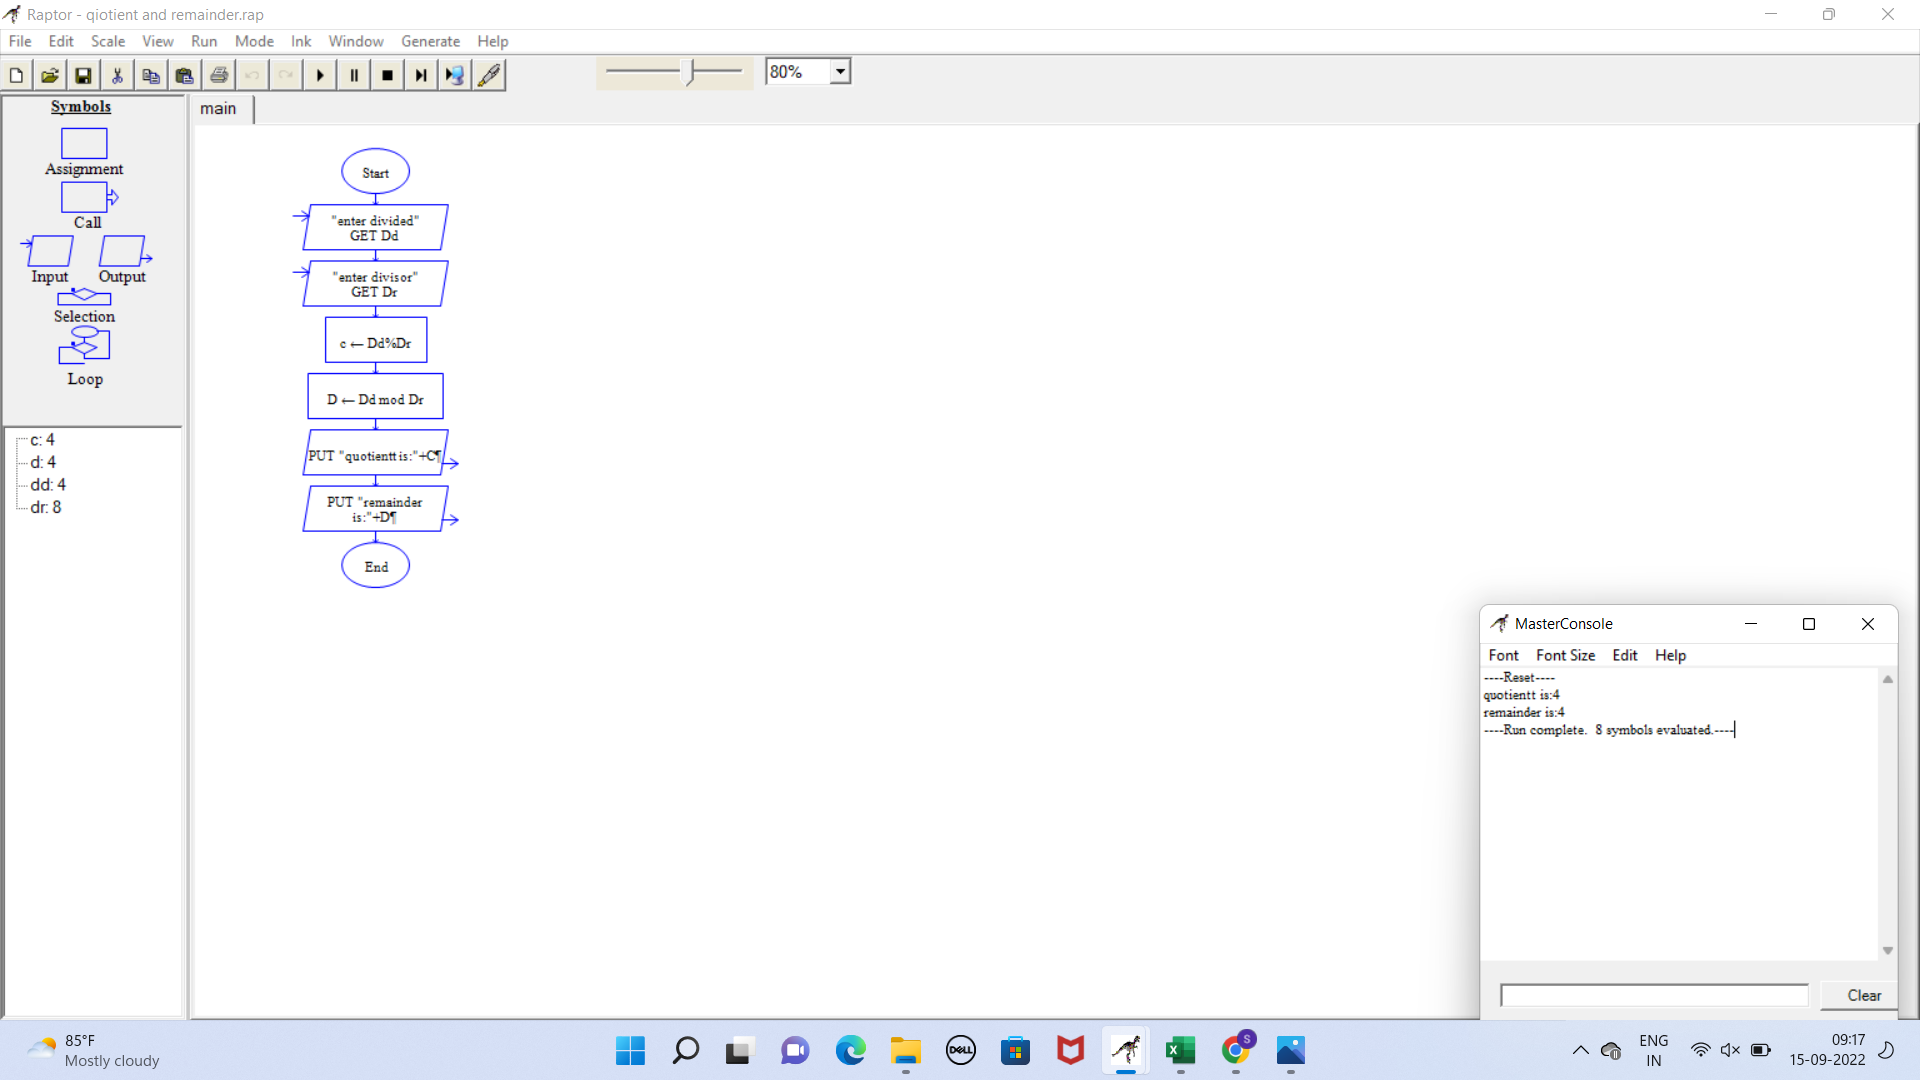 Raptor - qiotient and remainder.rap
File Edit Scale View Run Mode Ink Window Generate Help
80%
Symbols
Assignment
Call
Input Output
Selection
Loop
c: 4
d: 4
dd: 4
dr: 8
main
Start
"enter divided"
GET Dd
"enter divisor"
GET Dr
c ← Dd%Dr
D ← Dd mod Dr
PUT "quotientt is:"+C¶
PUT "remainder
is:"+D¶
End
MasterConsole
Font Font Size Edit Help
----Reset----
quotientt is:4
remainder is:4
----Run complete.  8 symbols evaluated.----
Clear
85°F
Mostly cloudy
DELL
S
ENG
IN
09:17
15-09-2022